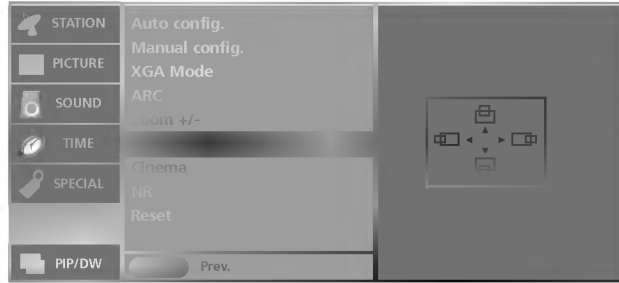 STATION
PICTURE
SOUND
TIME
SPECIAL
PIP/DW
Auto config.
Manual config.
XGA Mode
ARC
Zoom +/-
Cinema
NR
Reset
Prev.